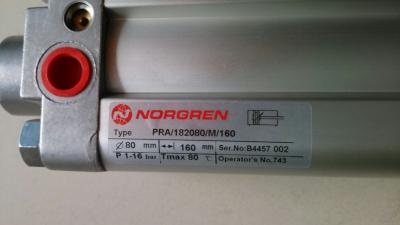 NORGREN
Type PRA/182080/M/160
Ø 80 mm 160 mm Ser.No:B4457 002
P 1-16 bar Tmax 80 °C Operator's No.743